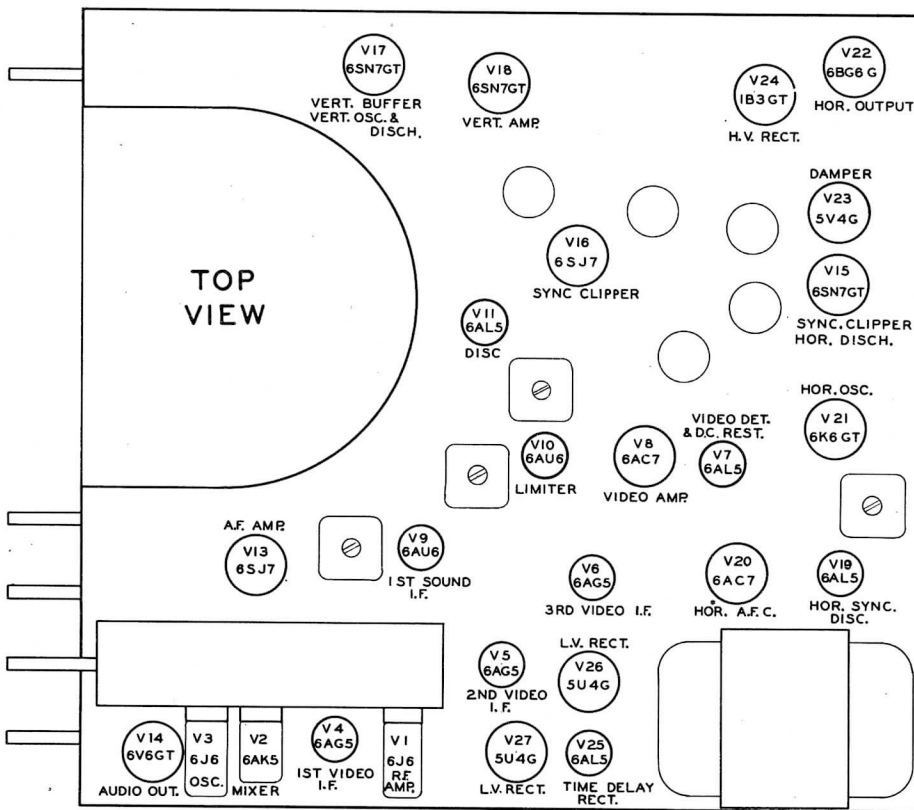 V17
6SN7GT
VERT. BUFFER
VERT. OSC. &
DISCH.
V18
6SN7GT
VERT. AMP.
V24
1B3GT
H.V. RECT.
V22
6BG6G
HOR. OUTPUT
DAMPER
V23
5V4G
V16
6SJ7
SYNC CLIPPER
V15
6SN7GT
SYNC. CLIPPER
HOR. DISCH.
TOP
VIEW
V11
6AL5
DISC
HOR. OSC.
V21
6K6GT
VIDEO DET.
& D.C. REST.
V7
6AL5
V8
6AC7
VIDEO AMP.
V10
6AU6
LIMITER
A.F. AMP.
V13
6SJ7
V9
6AU6
1ST SOUND
I.F.
V6
6AG5
3RD VIDEO I.F.
V20
6AC7
HOR. A.F.C.
V19
6AL5
HOR. SYNC.
DISC.
V5
6AG5
2ND VIDEO
I.F.
L.V. RECT.
V26
5U4G
V14
6V6GT
AUDIO OUT.
V3
6J6
OSC.
V2
6AK5
MIXER
V4
6AG5
1ST VIDEO
I.F.
V1
6J6
R.F.
AMP.
V27
5U4G
L.V. RECT.
V25
6AL5
TIME DELAY
RECT.